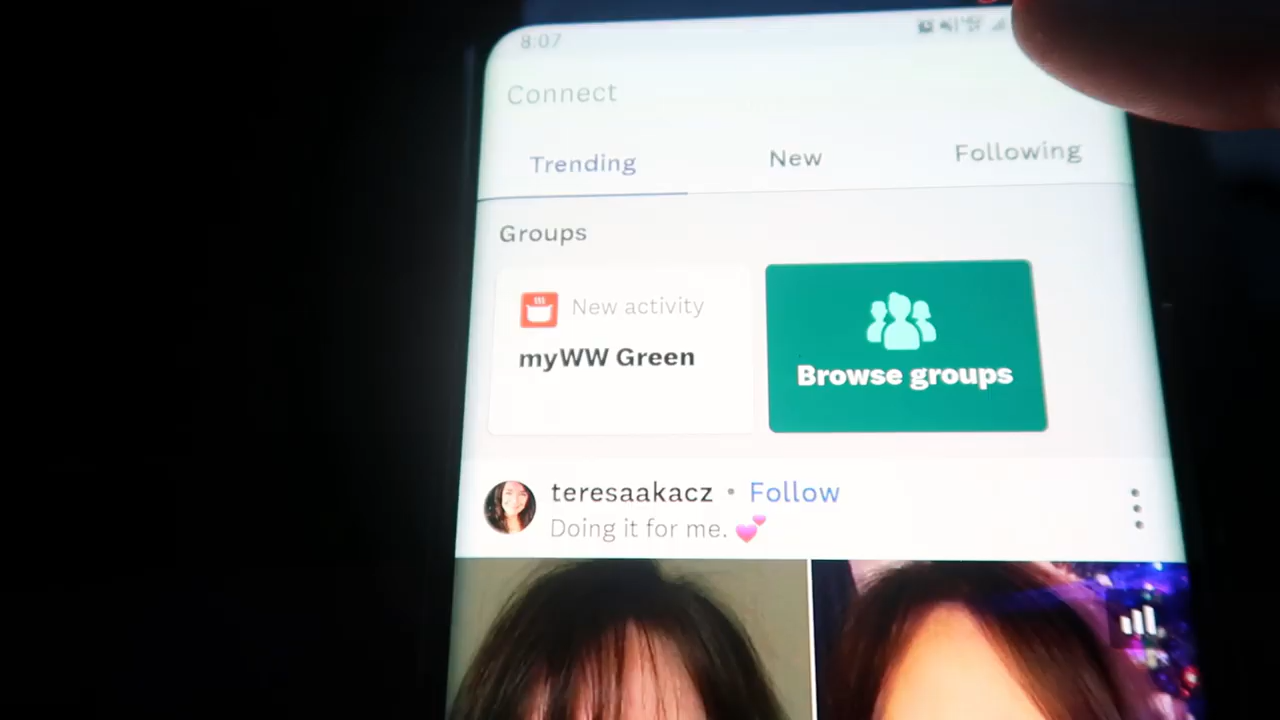 8:07
Connect
Trending New Following
Groups
New activity
myWW Green
Browse groups
teresaakacz • Follow
Doing it for me. 💕